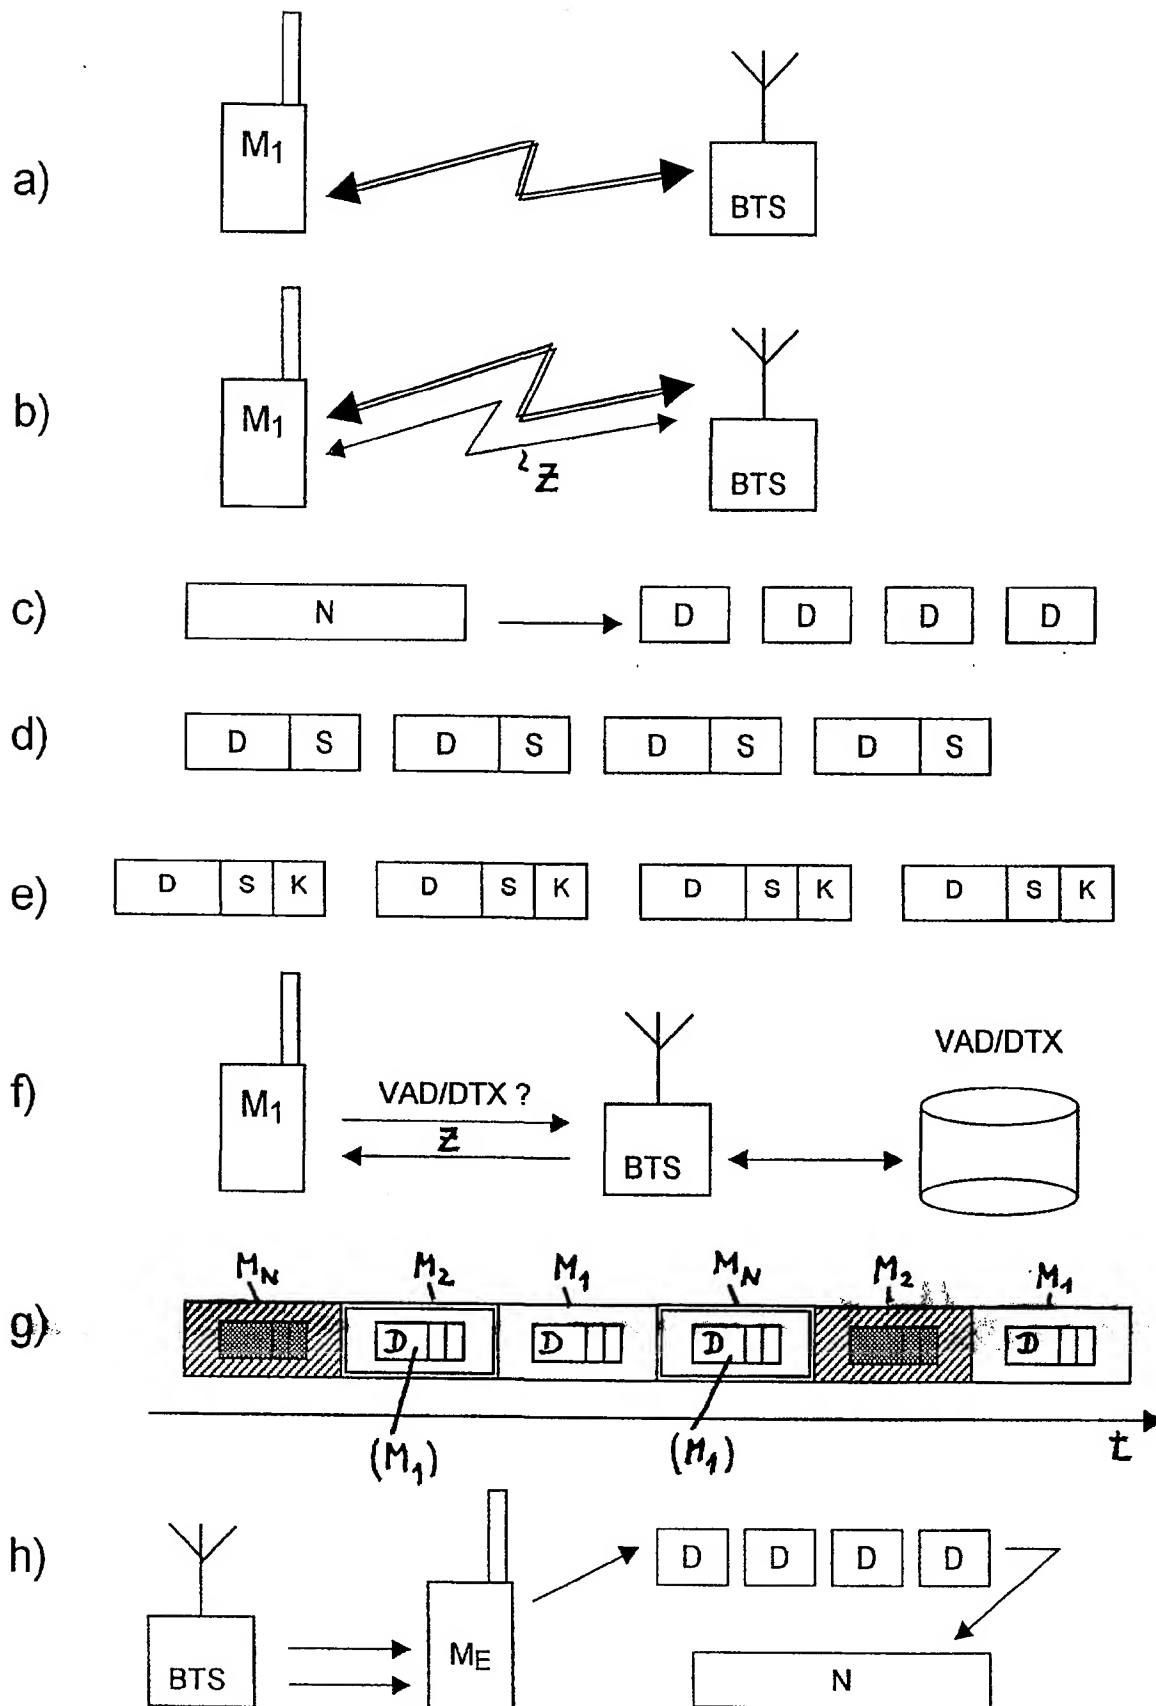 a) M1 BTS
b) M1 BTS
Z
c) N D D D D
d) D S D S D S D S
e) D S K D S K D S K D S K
VAD/DTX
f) M1 VAD/DTX ? BTS
Z
MN M2 M1 MN M2 M1
g) D D D D
(M1) (M1) t
h) D D D D
BTS ME N